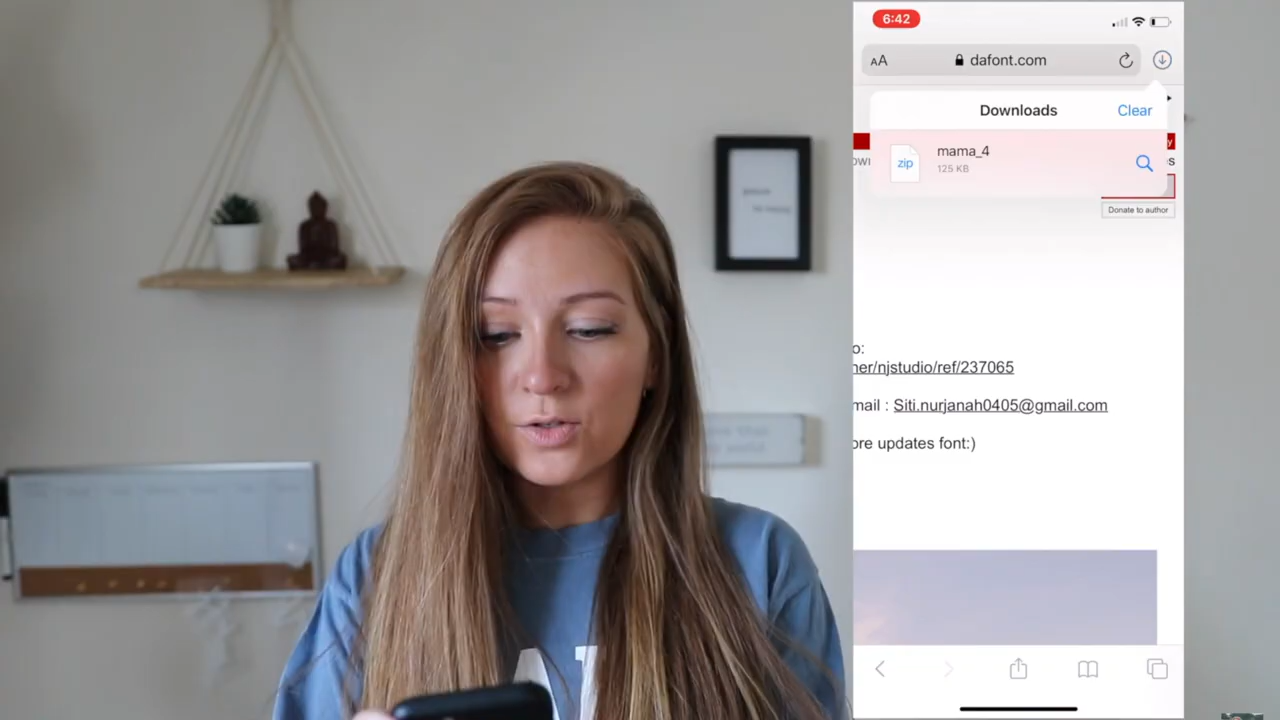 6:42
AA dafont.com
Downloads Clear
zip mama_4
125 KB
Donate to author
o:
ner/njstudio/ref/237065
mail : Siti.nurjanah0405@gmail.com
ore updates font:)